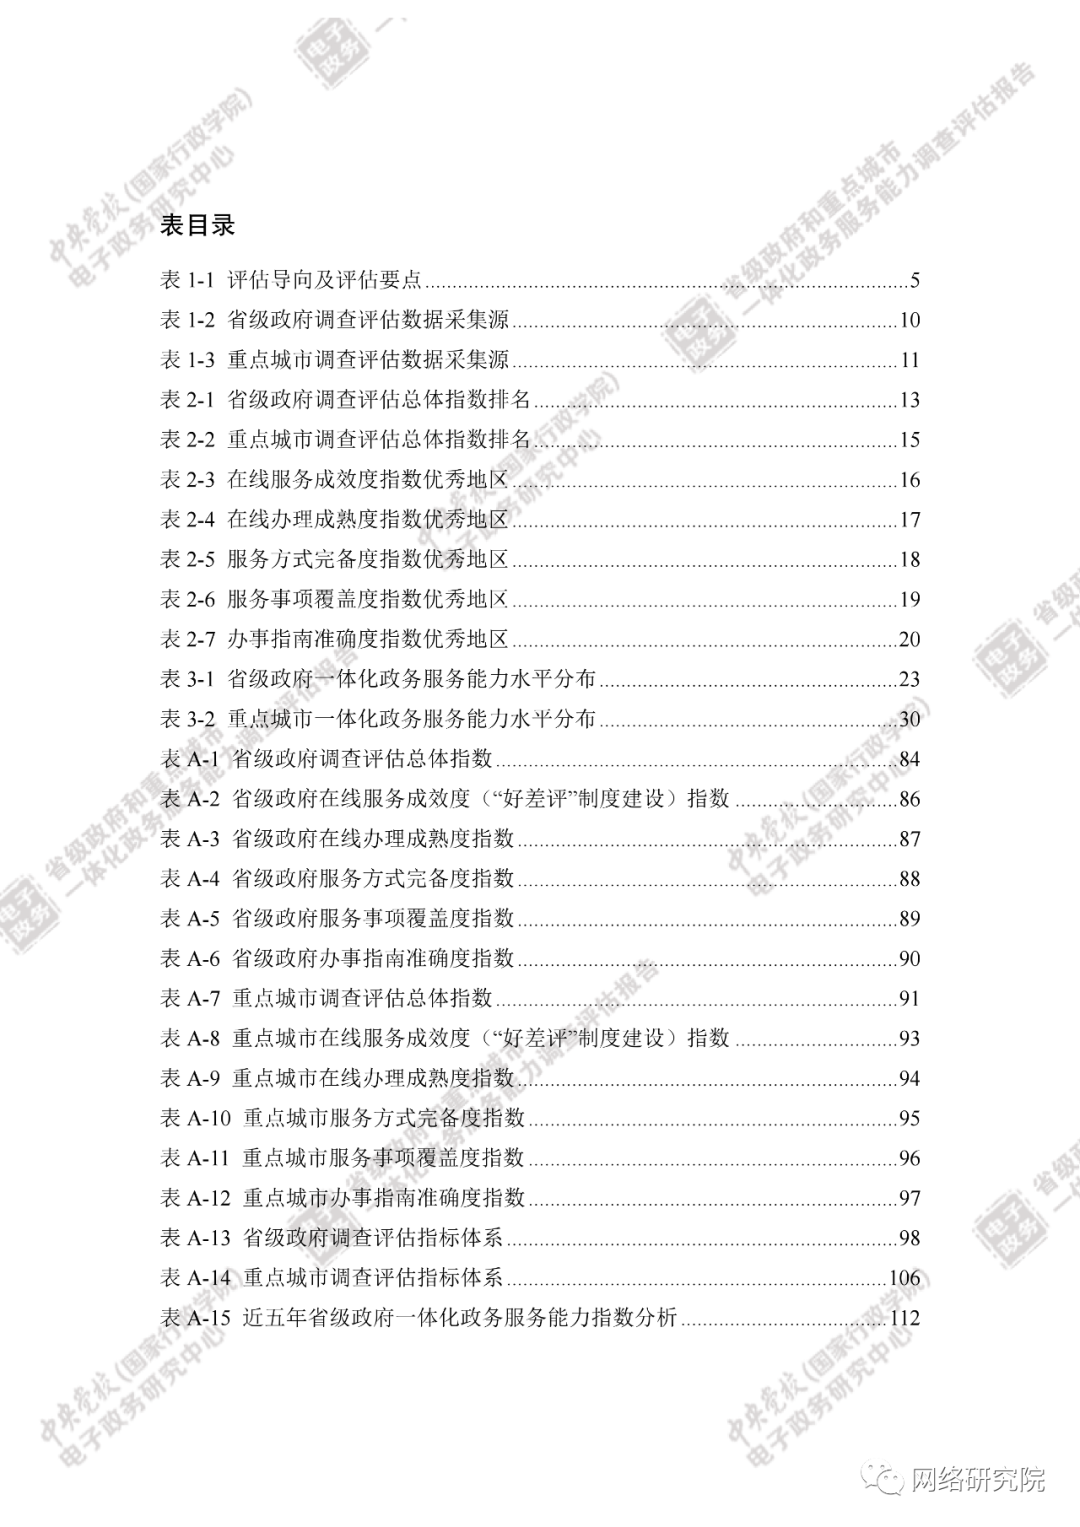 表目录
表 1-1 评估导向及评估要点 5
表 1-2 省级政府调查评估数据采集源 10
表 1-3 重点城市调查评估数据采集源 11
表 2-1 省级政府调查评估总体指数排名 13
表 2-2 重点城市调查评估总体指数排名 15
表 2-3 在线服务成效度指数优秀地区 16
表 2-4 在线办理成熟度指数优秀地区 17
表 2-5 服务方式完备度指数优秀地区 18
表 2-6 服务事项覆盖度指数优秀地区 19
表 2-7 办事指南准确度指数优秀地区 20
表 3-1 省级政府一体化政务服务能力水平分布 23
表 3-2 重点城市一体化政务服务能力水平分布 30
表 A-1 省级政府调查评估总体指数 84
表 A-2 省级政府在线服务成效度（“好差评”制度建设）指数 86
表 A-3 省级政府在线办理成熟度指数 87
表 A-4 省级政府服务方式完备度指数 88
表 A-5 省级政府服务事项覆盖度指数 89
表 A-6 省级政府办事指南准确度指数 90
表 A-7 重点城市调查评估总体指数 91
表 A-8 重点城市在线服务成效度（“好差评”制度建设）指数 93
表 A-9 重点城市在线办理成熟度指数 94
表 A-10 重点城市服务方式完备度指数 95
表 A-11 重点城市服务事项覆盖度指数 96
表 A-12 重点城市办事指南准确度指数 97
表 A-13 省级政府调查评估指标体系 98
表 A-14 重点城市调查评估指标体系 106
表 A-15 近五年省级政府一体化政务服务能力指数分析 112
中央党校（国家行政学院）
电子政务研究中心
电子政务
省级政府和重点城市
一体化政务服务能力调查评估报告
网络研究院